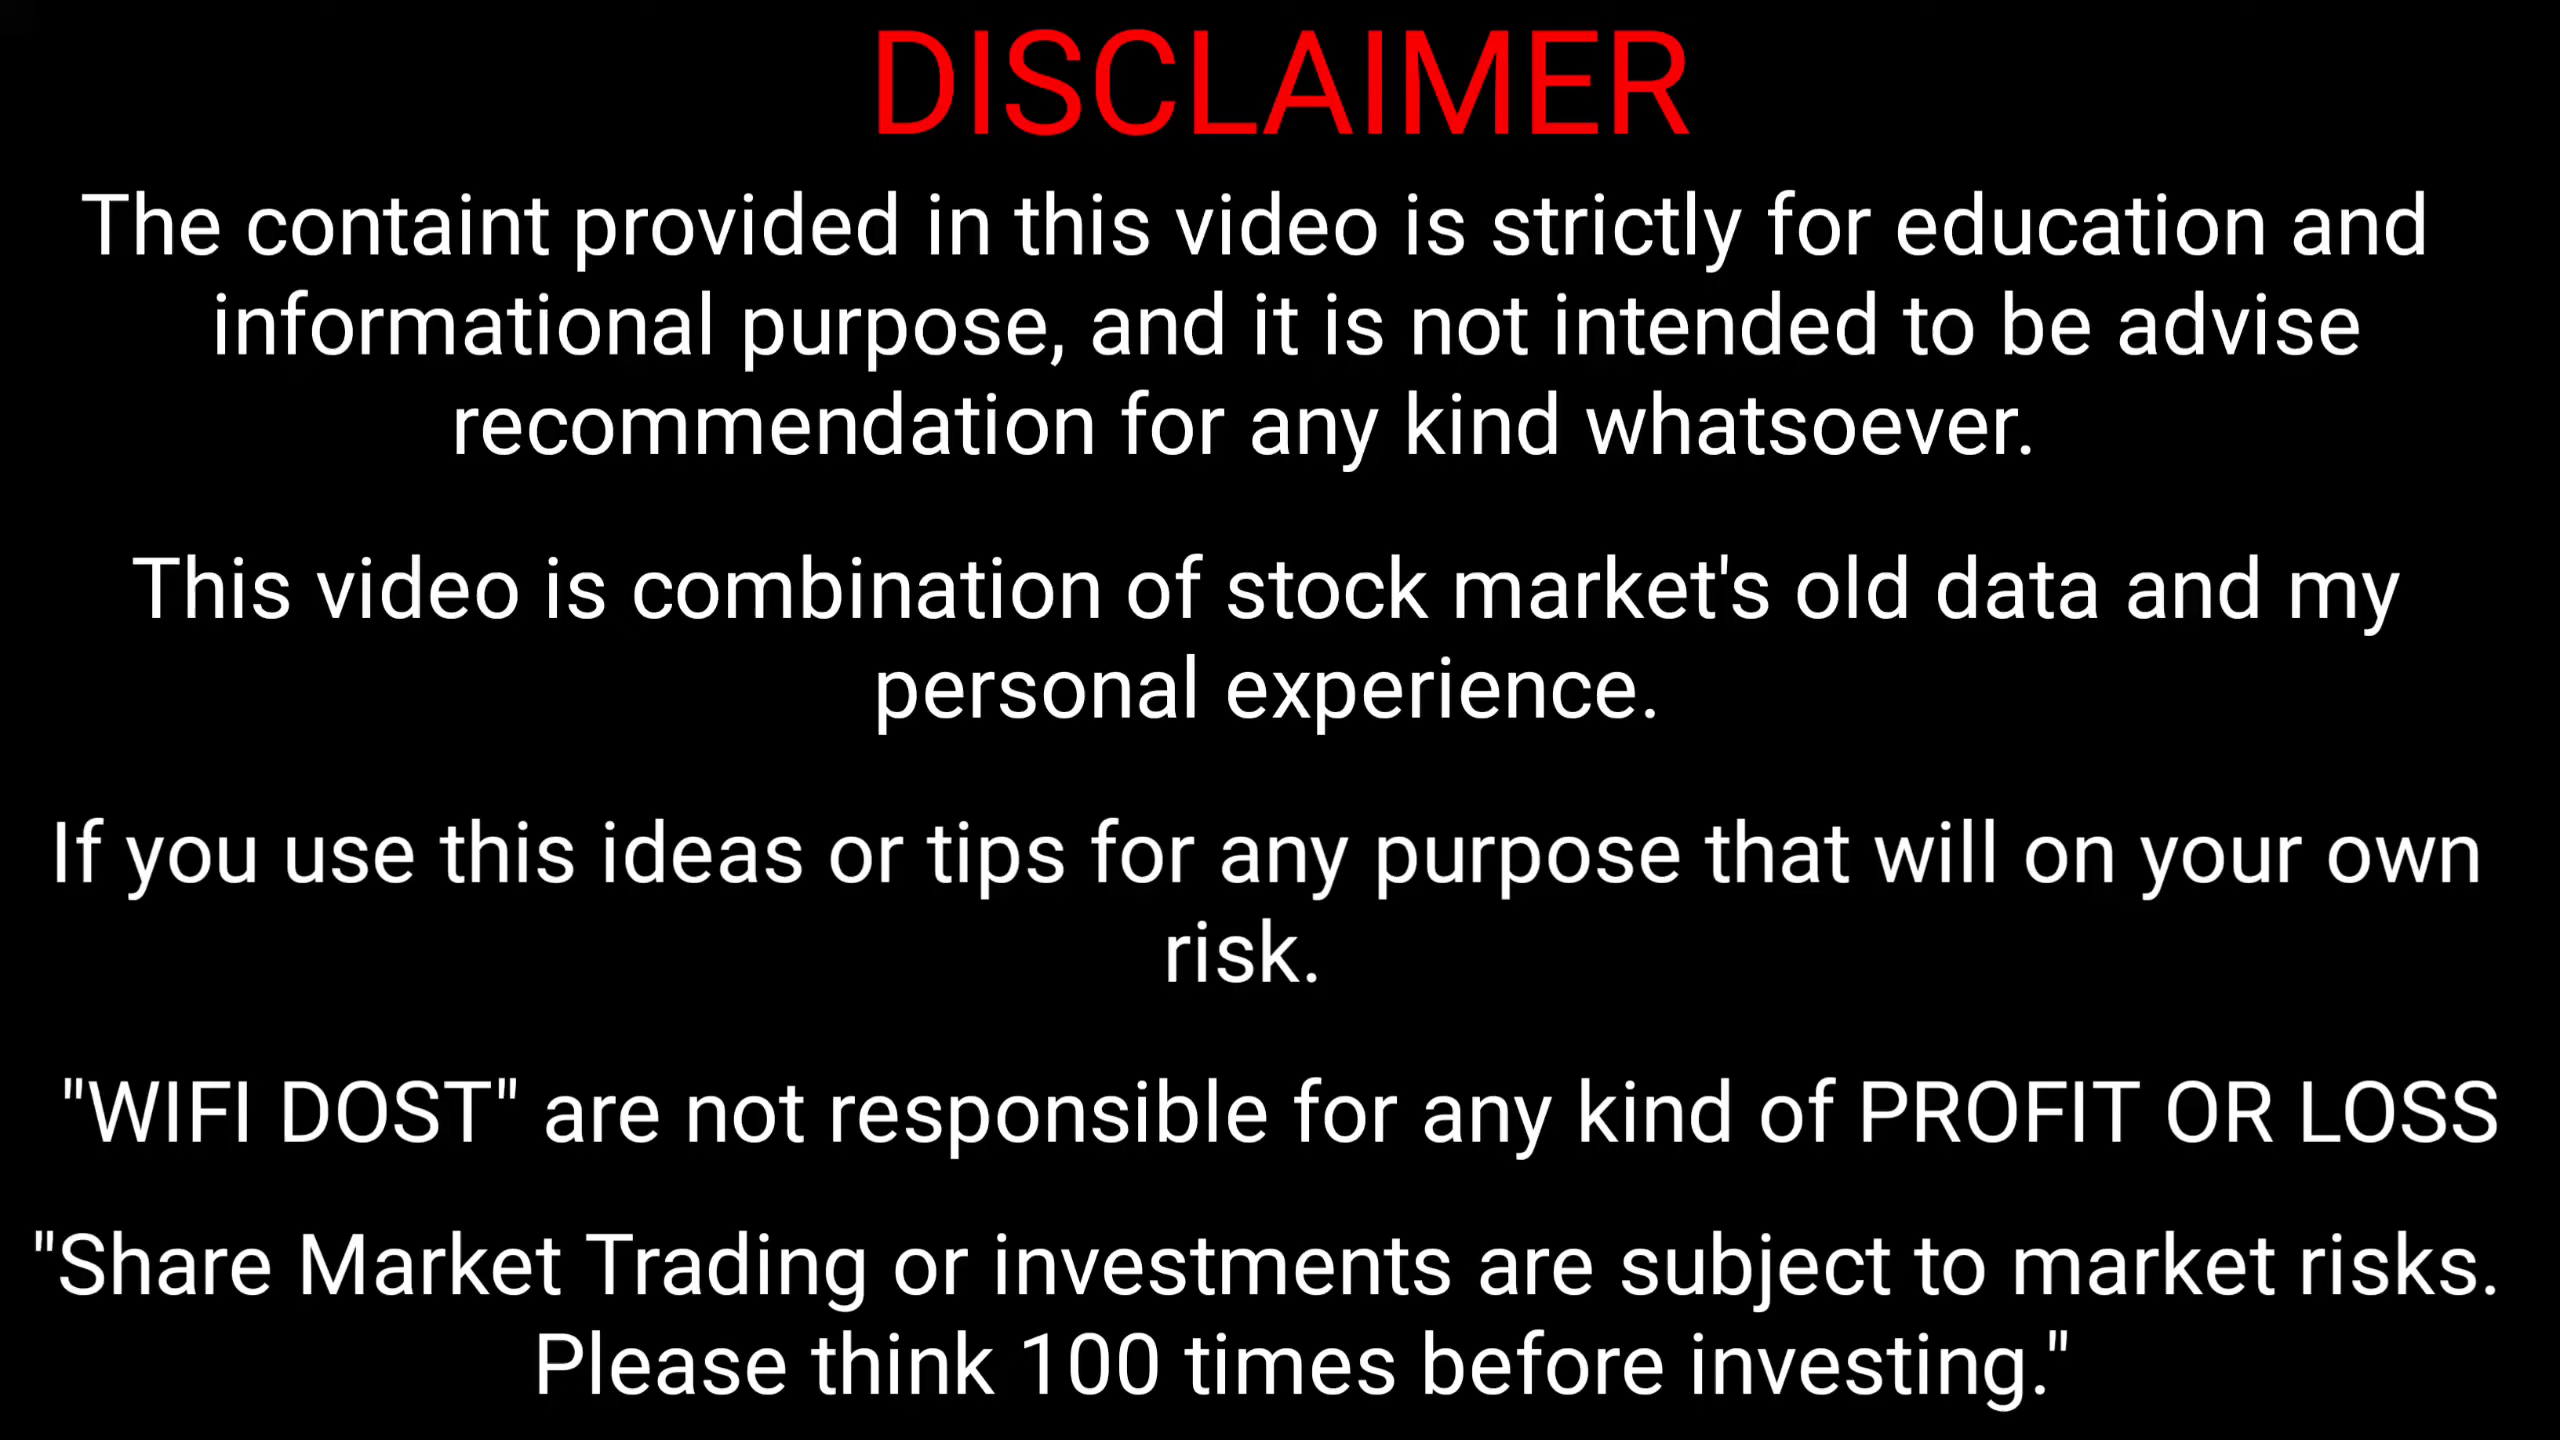 DISCLAIMER
The containt provided in this video is strictly for education and
informational purpose, and it is not intended to be advise
recommendation for any kind whatsoever.
This video is combination of stock market's old data and my
personal experience.
If you use this ideas or tips for any purpose that will on your own
risk.
"WIFI DOST" are not responsible for any kind of PROFIT OR LOSS
"Share Market Trading or investments are subject to market risks.
Please think 100 times before investing."